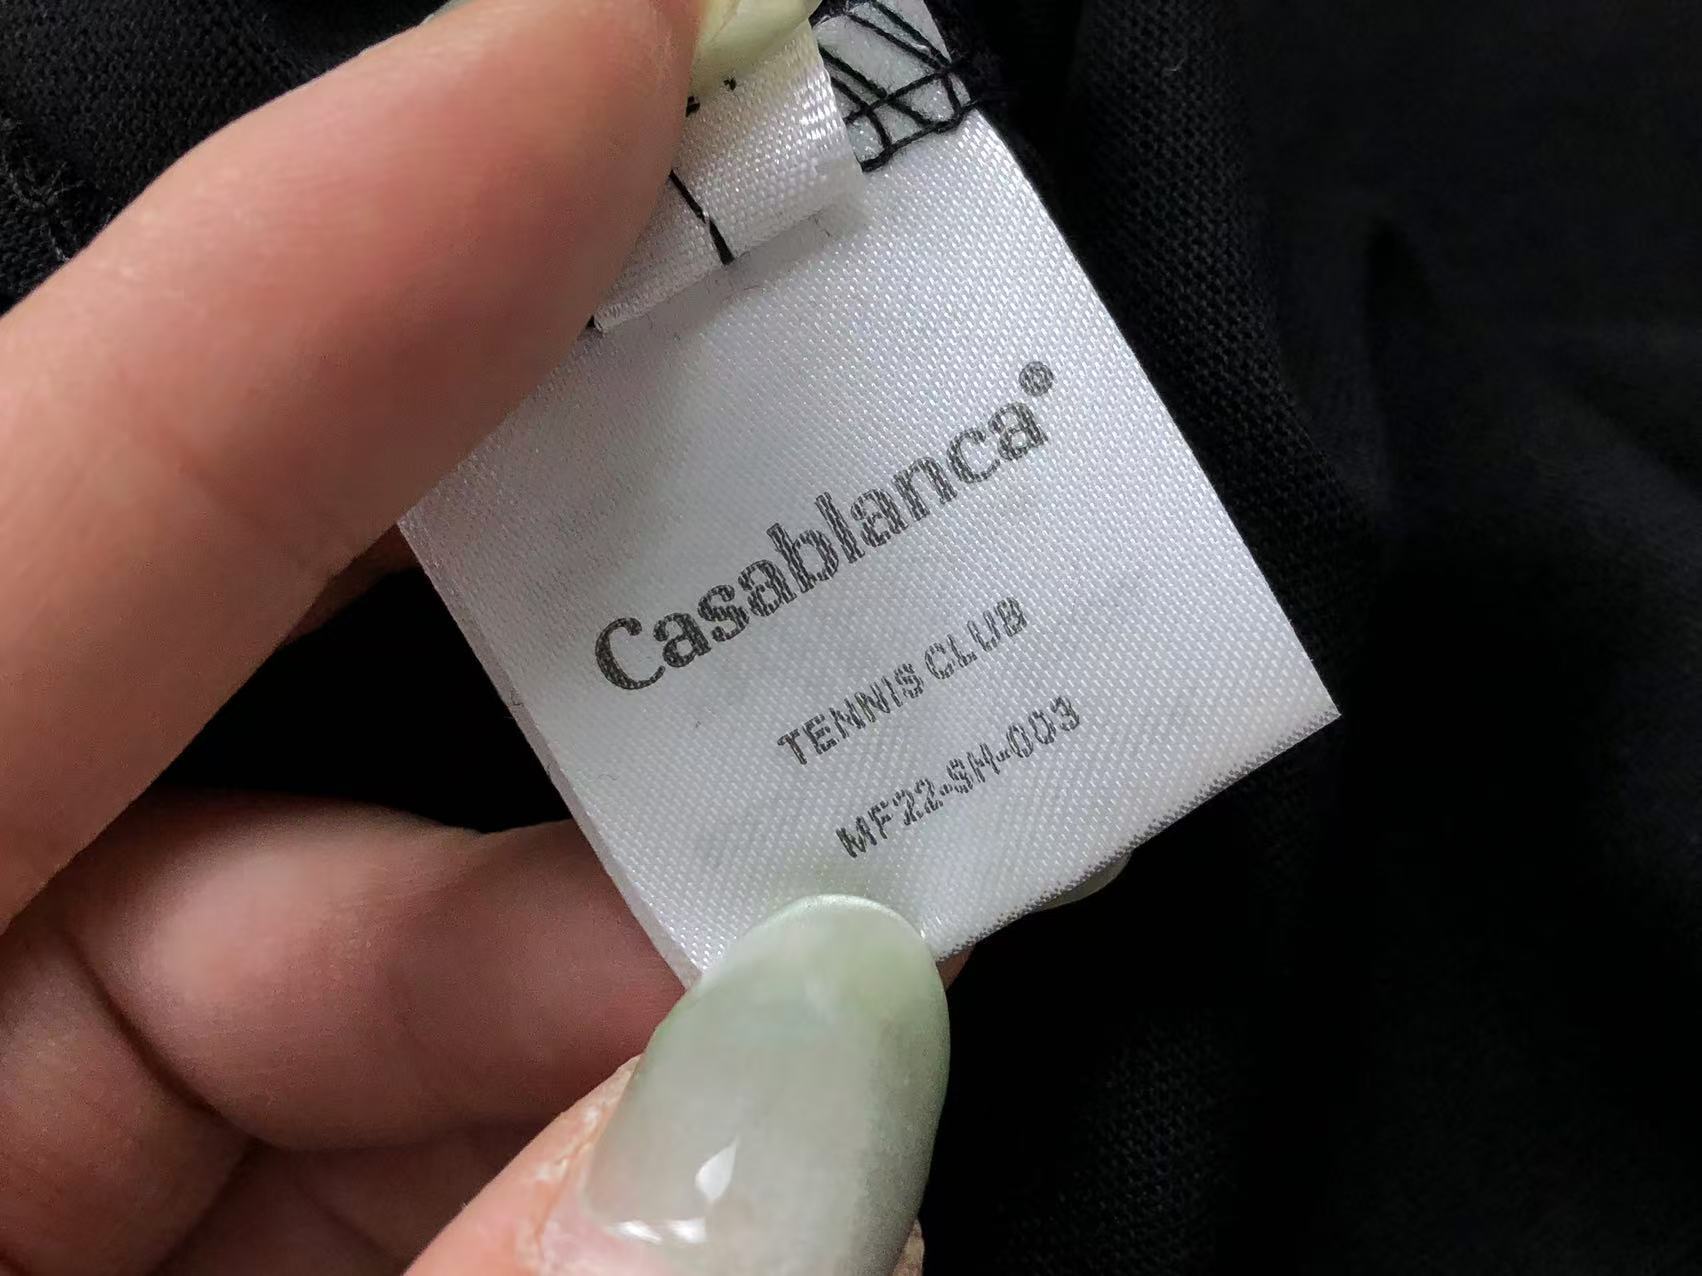 Casablanca®
TENNIS CLUB
MF22-SH-003